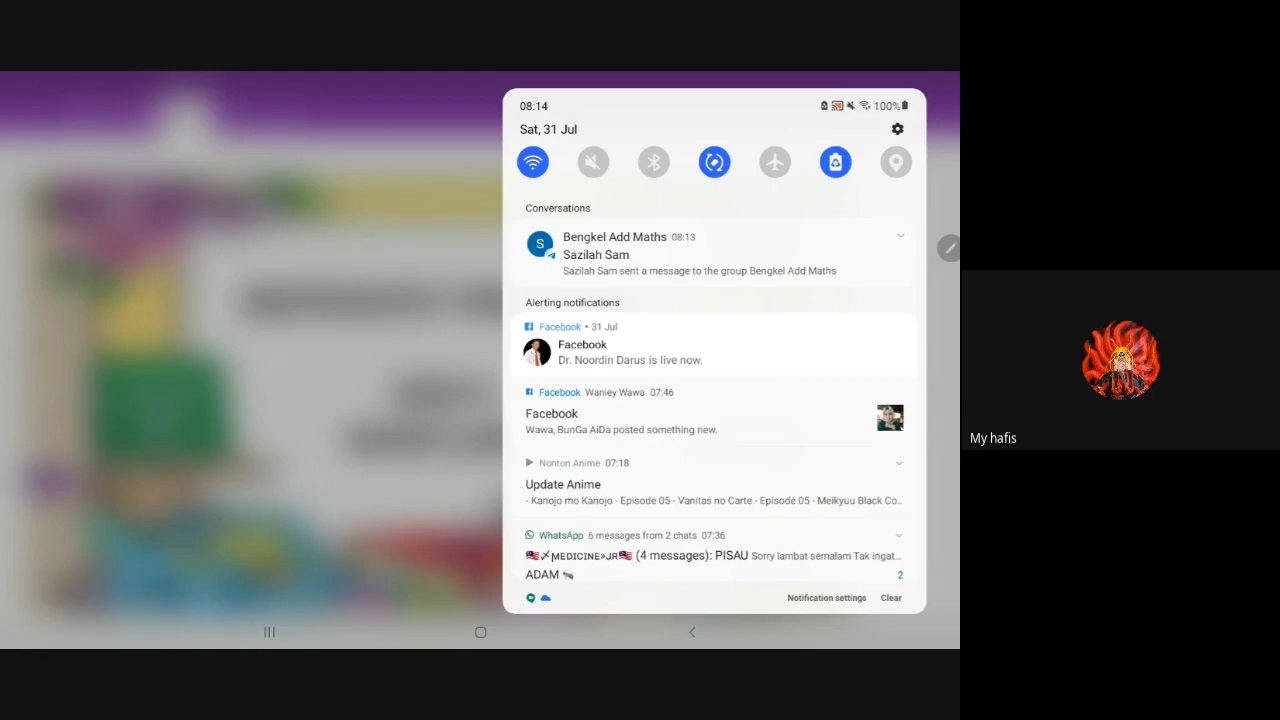 08:14
100%
Sat, 31 Jul
Conversations
S
Bengkel Add Maths 08:13
Sazilah Sam
Sazilah Sam sent a message to the group Bengkel Add Maths
Alerting notifications
Facebook • 31 Jul
Facebook
Dr. Noordin Darus is live now.
Facebook Waniey Wawa 07:46
Facebook
Wawa, BunGa AiDa posted something new.
Nonton Anime 07:18
Update Anime
- Kanojo mo Kanojo - Episode 05 - Vanitas no Carte - Episode 05 - Meikyuu Black Co..
WhatsApp 6 messages from 2 chats 07:36
🇲🇾〆ᴍᴇᴅɪᴄɪɴᴇ»ᴊʀ🇲🇾 (4 messages): PISAU Sorry lambat semalam Tak ingat...
ADAM 🐜 2
Notification settings Clear
My hafis